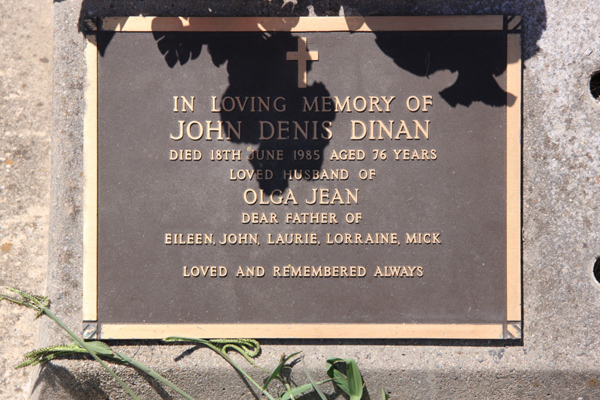 IN LOVING MEMORY OF
JOHN DENIS DINAN
DIED 18TH JUNE 1985 AGED 76 YEARS
LOVED HUSBAND OF
OLGA JEAN
DEAR FATHER OF
EILEEN, JOHN, LAURIE, LORRAINE, MICK
LOVED AND REMEMBERED ALWAYS